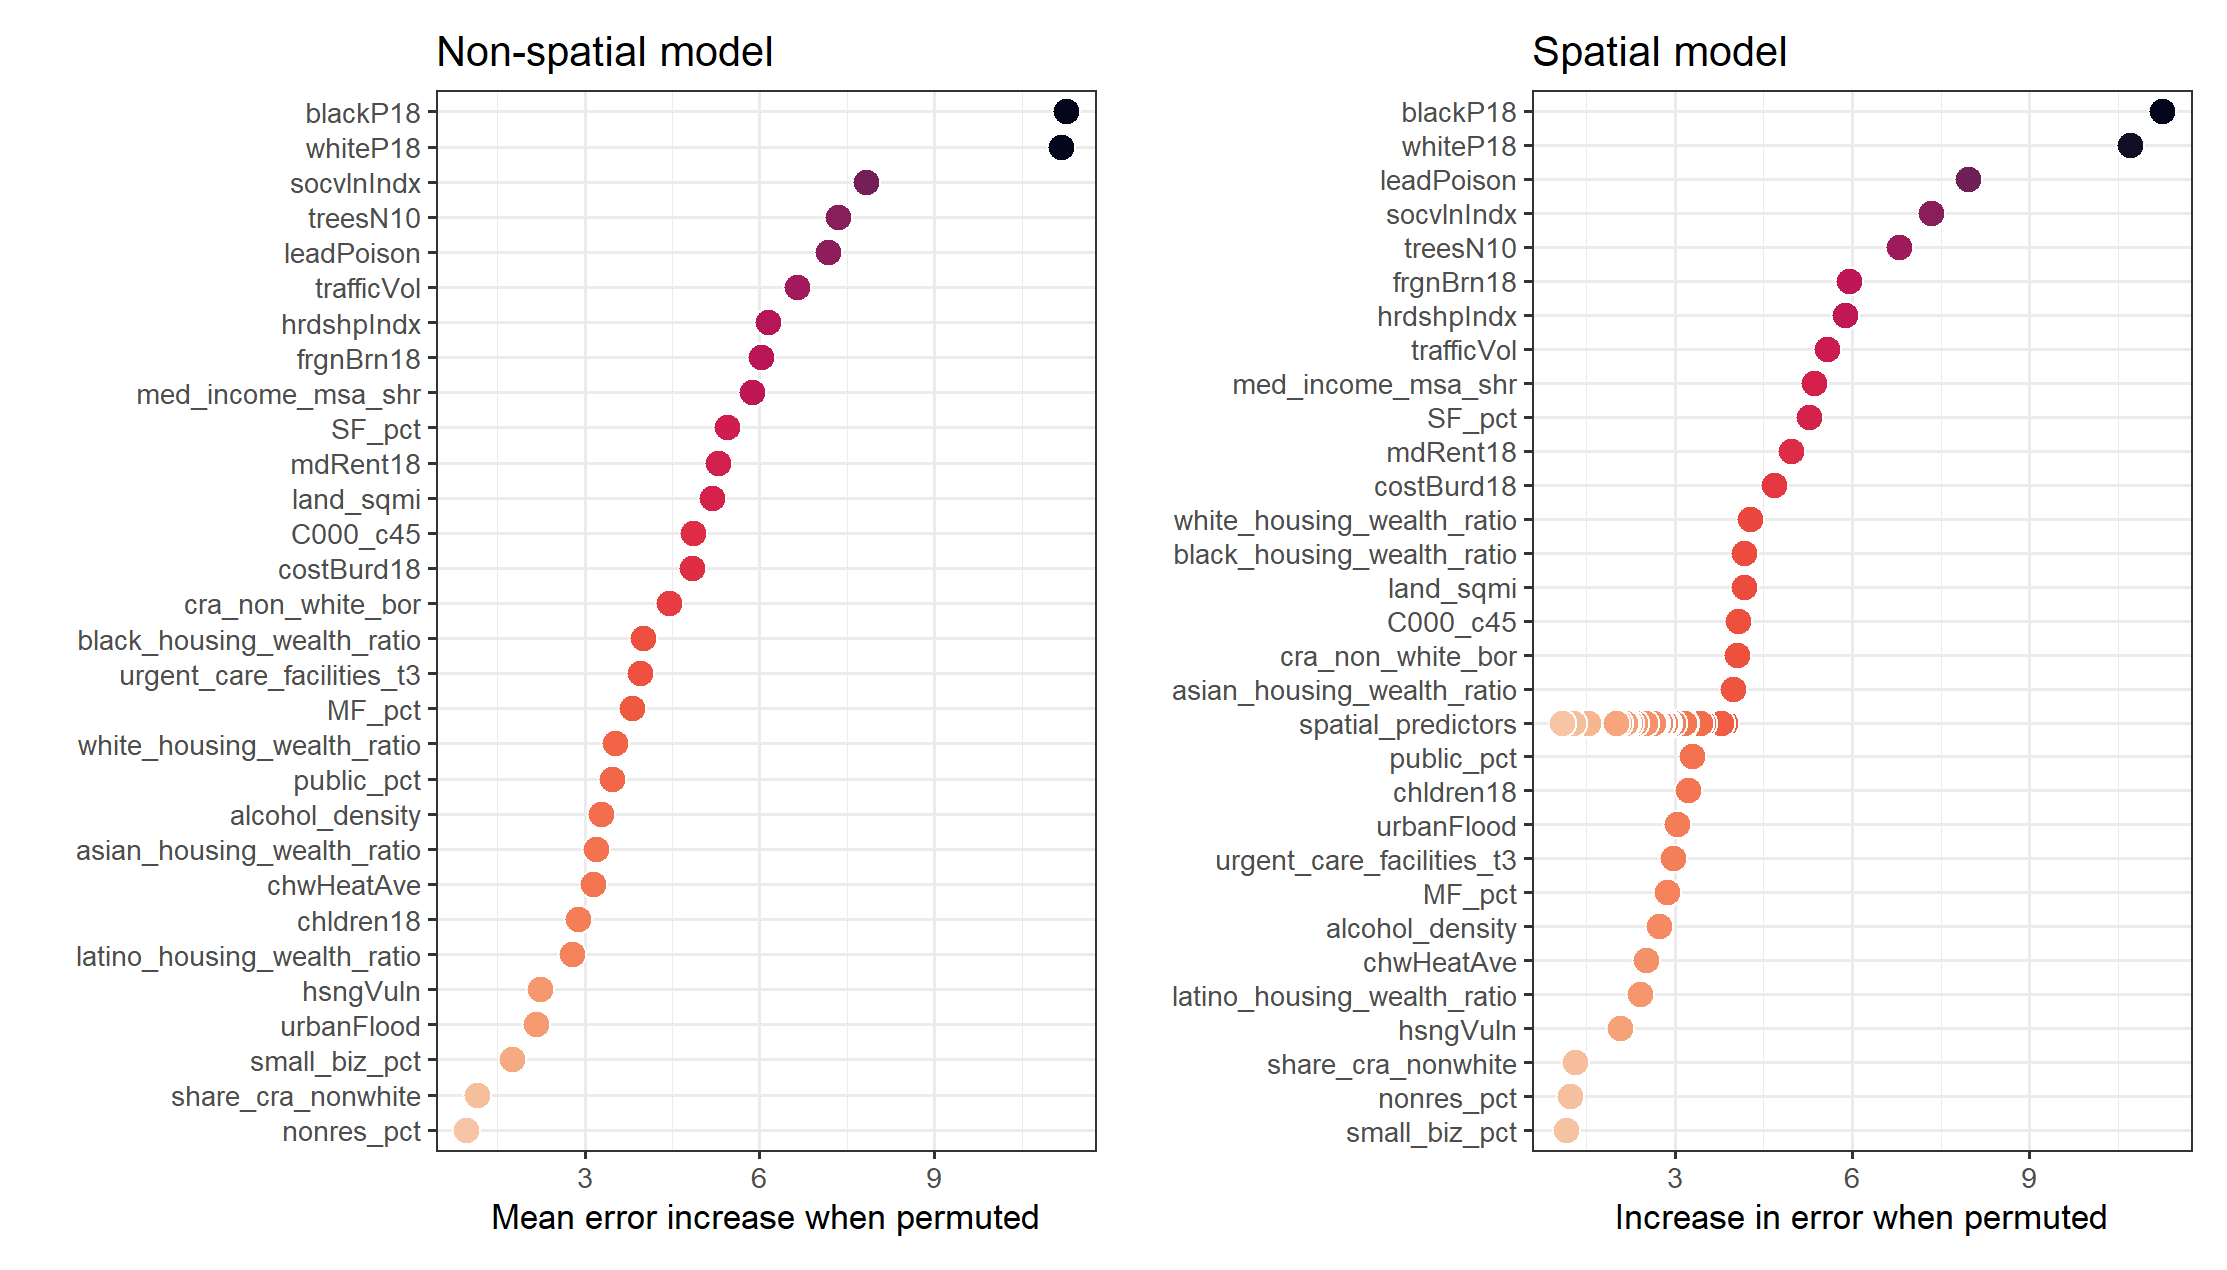 Non-spatial model
blackP18
whiteP18
socvlnIndx
treesN10
leadPoison
trafficVol
hrdshpIndx
frgnBrn18
med_income_msa_shr
SF_pct
mdRent18
land_sqmi
C000_c45
costBurd18
cra_non_white_bor
black_housing_wealth_ratio
urgent_care_facilities_t3
MF_pct
white_housing_wealth_ratio
public_pct
alcohol_density
asian_housing_wealth_ratio
chwHeatAve
chldren18
latino_housing_wealth_ratio
hsngVuln
urbanFlood
small_biz_pct
share_cra_nonwhite
nonres_pct
3 6 9
Mean error increase when permuted
Spatial model
blackP18
whiteP18
leadPoison
socvlnIndx
treesN10
frgnBrn18
hrdshpIndx
trafficVol
med_income_msa_shr
SF_pct
mdRent18
costBurd18
white_housing_wealth_ratio
black_housing_wealth_ratio
land_sqmi
C000_c45
cra_non_white_bor
asian_housing_wealth_ratio
spatial_predictors
public_pct
chldren18
urbanFlood
urgent_care_facilities_t3
MF_pct
alcohol_density
chwHeatAve
latino_housing_wealth_ratio
hsngVuln
share_cra_nonwhite
nonres_pct
small_biz_pct
3 6 9
Increase in error when permuted